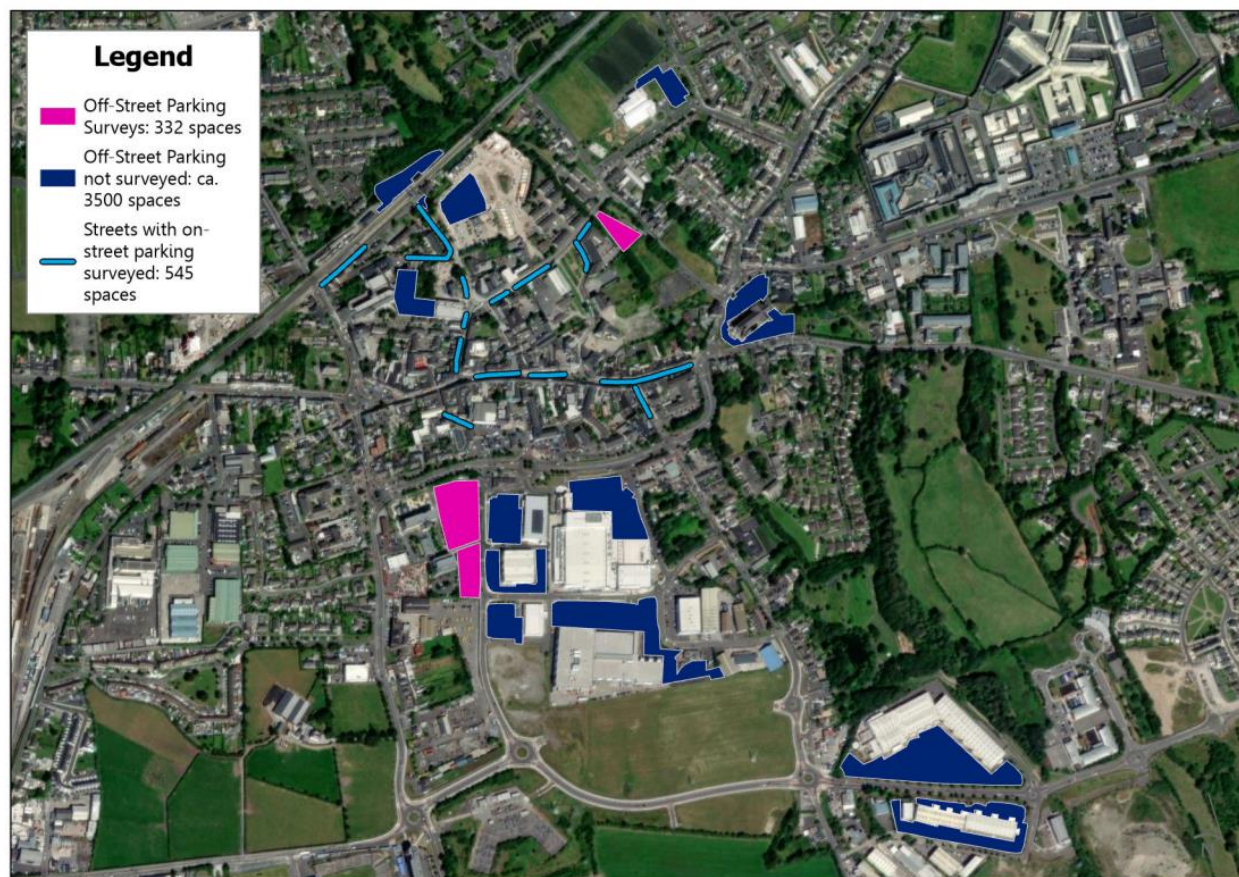 Legend
Off-Street Parking
Surveys: 332 spaces
Off-Street Parking
not surveyed: ca.
3500 spaces
Streets with on-
street parking
surveyed: 545
spaces